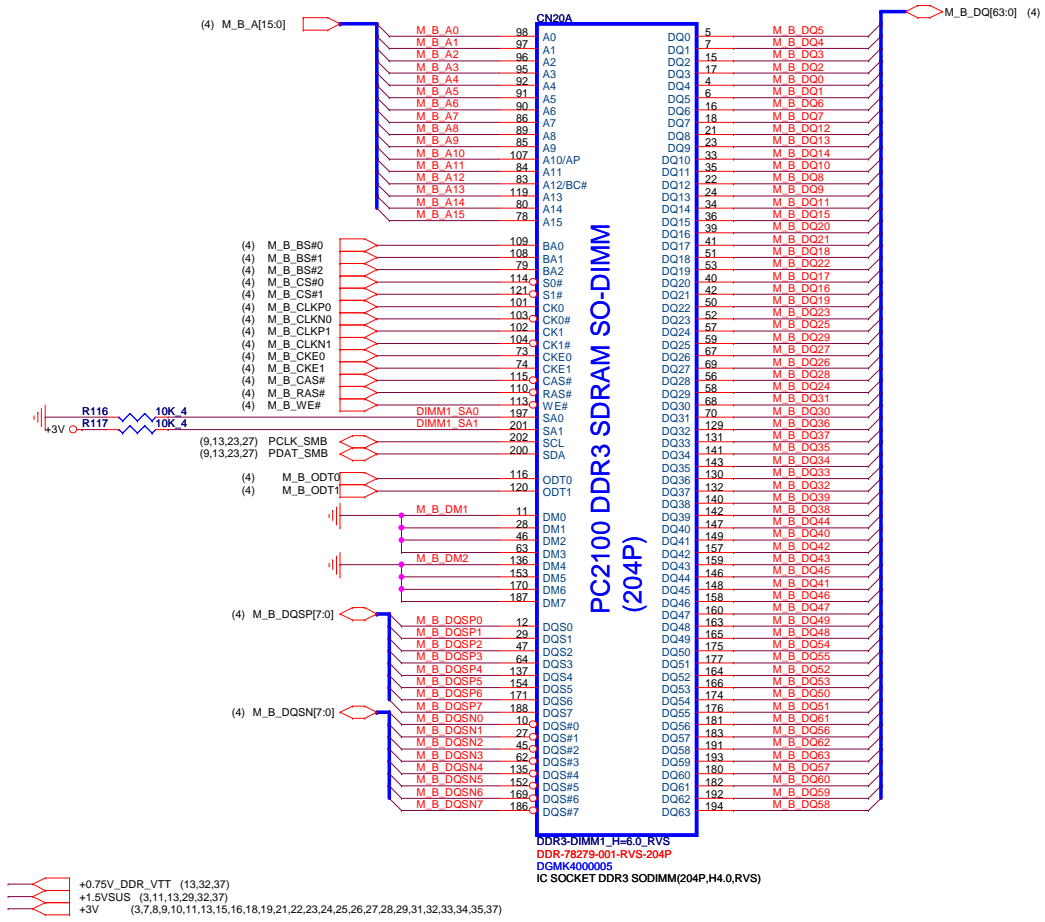 (4) M_B_A[15:0]
CN20A
M_B_DQ[63:0] (4)
M_B_A0 98 A0 DQ0 5 M_B_DQ5
M_B_A1 97 A1 DQ1 7 M_B_DQ4
M_B_A2 96 A2 DQ2 15 M_B_DQ3
M_B_A3 95 A3 DQ3 17 M_B_DQ2
M_B_A4 92 A4 DQ4 4 M_B_DQ0
M_B_A5 91 A5 DQ5 6 M_B_DQ1
M_B_A6 90 A6 DQ6 16 M_B_DQ6
M_B_A7 86 A7 DQ7 18 M_B_DQ7
M_B_A8 89 A8 DQ8 21 M_B_DQ12
M_B_A9 85 A9 DQ9 23 M_B_DQ13
M_B_A10 107 A10/AP DQ10 33 M_B_DQ14
M_B_A11 84 A11 DQ11 35 M_B_DQ10
M_B_A12 83 A12/BC# DQ12 22 M_B_DQ8
M_B_A13 119 A13 DQ13 24 M_B_DQ9
M_B_A14 80 A14 DQ14 34 M_B_DQ11
M_B_A15 78 A15 DQ15 36 M_B_DQ15
DQ16 39 M_B_DQ20
(4) M_B_BS#0 109 BA0 DQ17 41 M_B_DQ21
(4) M_B_BS#1 108 BA1 DQ18 51 M_B_DQ18
(4) M_B_BS#2 79 BA2 DQ19 53 M_B_DQ22
(4) M_B_CS#0 114 S0# DQ20 40 M_B_DQ17
(4) M_B_CS#1 121 S1# DQ21 42 M_B_DQ16
(4) M_B_CLKP0 101 CK0 DQ22 50 M_B_DQ19
(4) M_B_CLKN0 103 CK0# DQ23 52 M_B_DQ23
(4) M_B_CLKP1 102 CK1 DQ24 57 M_B_DQ25
(4) M_B_CLKN1 104 CK1# DQ25 59 M_B_DQ29
(4) M_B_CKE0 73 CKE0 DQ26 67 M_B_DQ27
(4) M_B_CKE1 74 CKE1 DQ27 69 M_B_DQ26
(4) M_B_CAS# 115 CAS# DQ28 56 M_B_DQ28
(4) M_B_RAS# 110 RAS# DQ29 58 M_B_DQ24
(4) M_B_WE# 113 WE# DQ30 68 M_B_DQ31
R116 10K_4 DIMM1_SA0 197 SA0 DQ31 70 M_B_DQ30
+3V R117 10K_4 DIMM1_SA1 201 SA1 DQ32 129 M_B_DQ36
(9,13,23,27) PCLK_SMB 202 SCL DQ33 131 M_B_DQ37
(9,13,23,27) PDAT_SMB 200 SDA DQ34 141 M_B_DQ35
DQ35 143 M_B_DQ34
(4) M_B_ODT0 116 ODT0 DQ36 130 M_B_DQ33
(4) M_B_ODT1 120 ODT1 DQ37 132 M_B_DQ32
DQ38 140 M_B_DQ39
M_B_DM1 11 DM0 DQ39 142 M_B_DQ38
28 DM1 DQ40 147 M_B_DQ44
46 DM2 DQ41 149 M_B_DQ40
63 DM3 DQ42 157 M_B_DQ42
M_B_DM2 136 DM4 DQ43 159 M_B_DQ43
153 DM5 DQ44 146 M_B_DQ45
170 DM6 DQ45 148 M_B_DQ41
187 DM7 DQ46 158 M_B_DQ46
(4) M_B_DQSP[7:0] DQ47 160 M_B_DQ47
M_B_DQSP0 12 DQS0 DQ48 163 M_B_DQ49
M_B_DQSP1 29 DQS1 DQ49 165 M_B_DQ48
M_B_DQSP2 47 DQS2 DQ50 175 M_B_DQ54
M_B_DQSP3 64 DQS3 DQ51 177 M_B_DQ55
M_B_DQSP4 137 DQS4 DQ52 164 M_B_DQ52
M_B_DQSP5 154 DQS5 DQ53 166 M_B_DQ53
M_B_DQSP6 171 DQS6 DQ54 174 M_B_DQ50
M_B_DQSP7 188 DQS7 DQ55 176 M_B_DQ51
(4) M_B_DQSN[7:0] M_B_DQSN0 10 DQS#0 DQ56 181 M_B_DQ61
M_B_DQSN1 27 DQS#1 DQ57 183 M_B_DQ56
M_B_DQSN2 45 DQS#2 DQ58 191 M_B_DQ62
M_B_DQSN3 62 DQS#3 DQ59 193 M_B_DQ63
M_B_DQSN4 135 DQS#4 DQ60 180 M_B_DQ57
M_B_DQSN5 152 DQS#5 DQ61 182 M_B_DQ60
M_B_DQSN6 169 DQS#6 DQ62 192 M_B_DQ59
M_B_DQSN7 186 DQS#7 DQ63 194 M_B_DQ58
PC2100 DDR3 SDRAM SO-DIMM
(204P)
DDR3-DIMM1_H=6.0_RVS
DDR-78279-001-RVS-204P
DGMK4000005
IC SOCKET DDR3 SODIMM(204P,H4.0,RVS)
+0.75V_DDR_VTT (13,32,37)
+1.5VSUS (3,11,13,29,32,37)
+3V (3,7,8,9,10,11,13,15,16,18,19,21,22,23,24,25,26,27,28,29,31,32,33,34,35,37)